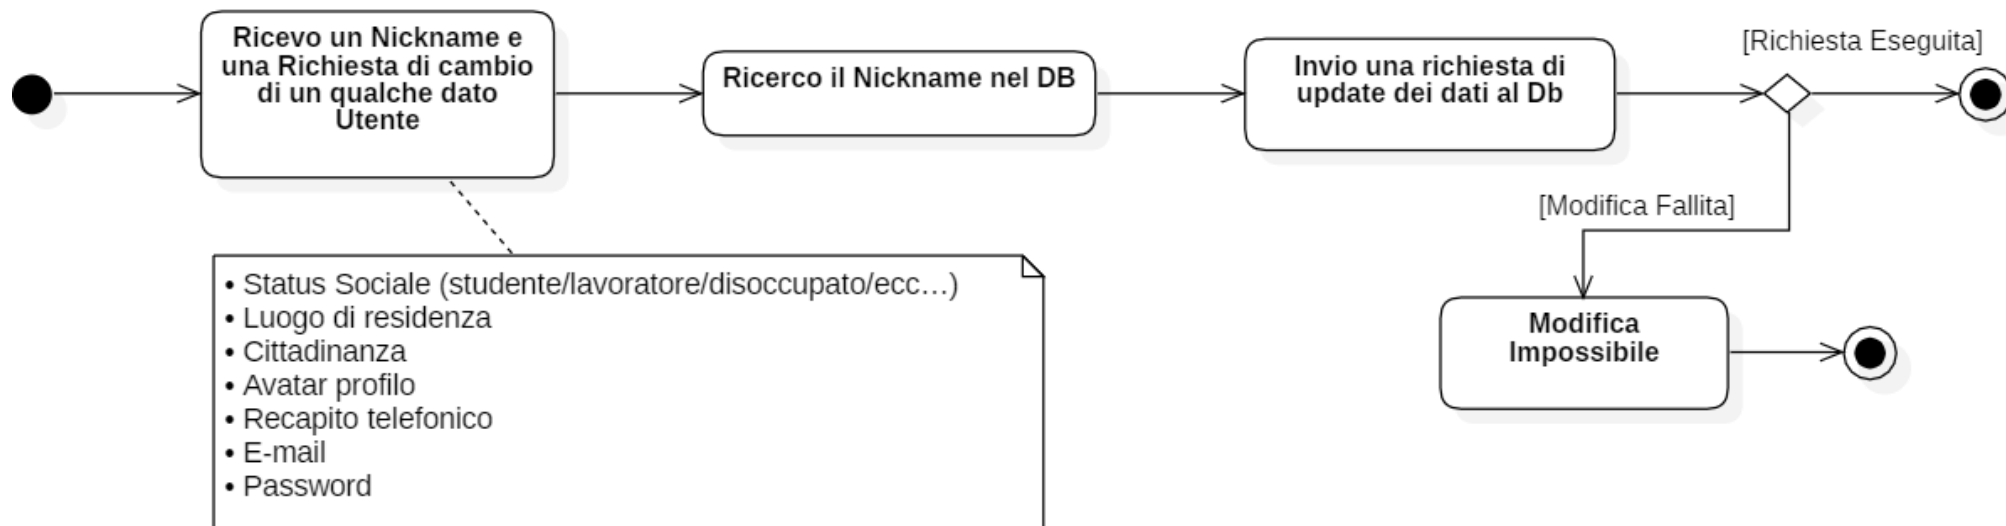 Ricevo un Nickname e
una Richiesta di cambio
di un qualche dato
Utente
Ricerco il Nickname nel DB
Invio una richiesta di
update dei dati al Db
[Richiesta Eseguita]
[Modifica Fallita]
Modifica
Impossibile
• Status Sociale (studente/lavoratore/disoccupato/ecc...)
• Luogo di residenza
• Cittadinanza
• Avatar profilo
• Recapito telefonico
• E-mail
• Password